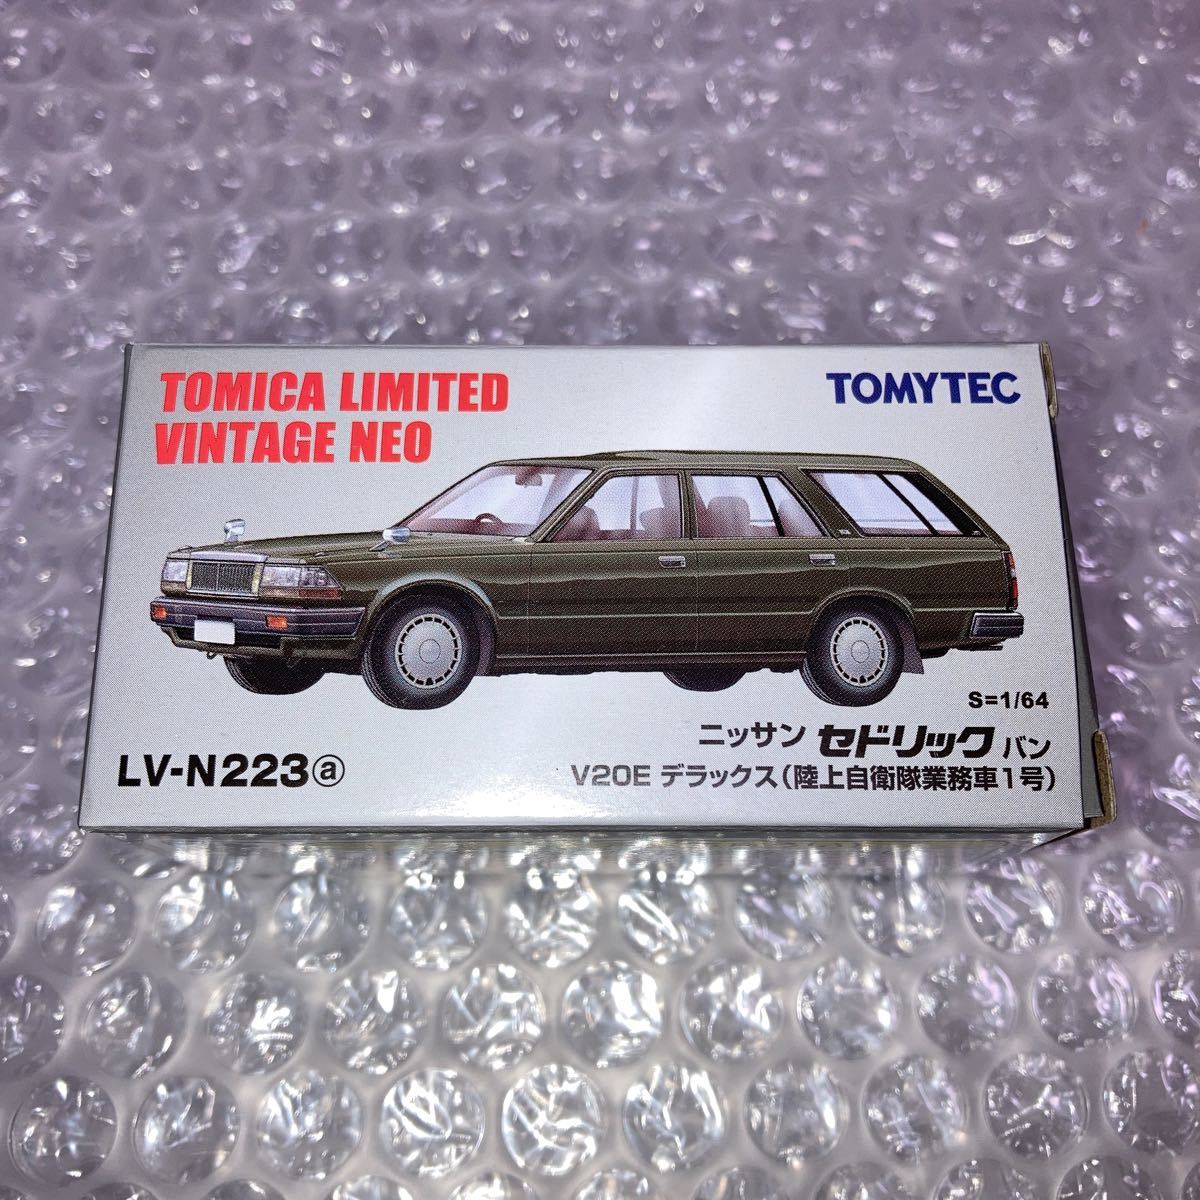 TOMICA LIMITED
VINTAGE NEO
TOMYTEC
S=1/64
ニッサン セドリック バン
LV-N223ⓐ
V20E デラックス(陸上自衛隊業務車1号)